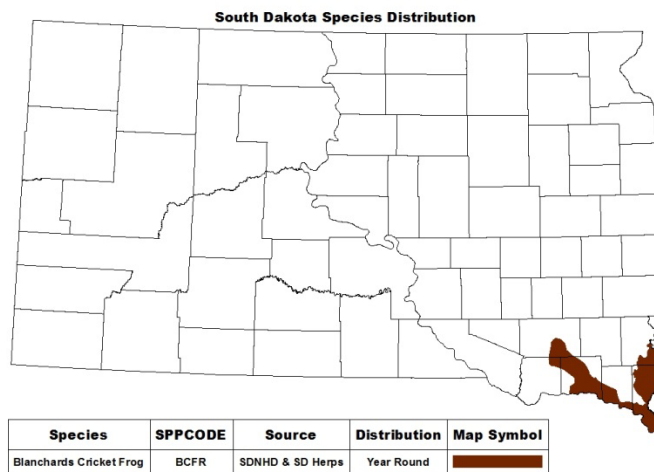 South Dakota Species Distribution
Species SPPCODE Source Distribution Map Symbol
Blanchards Cricket Frog BCFR SDNHD & SD Herps Year Round